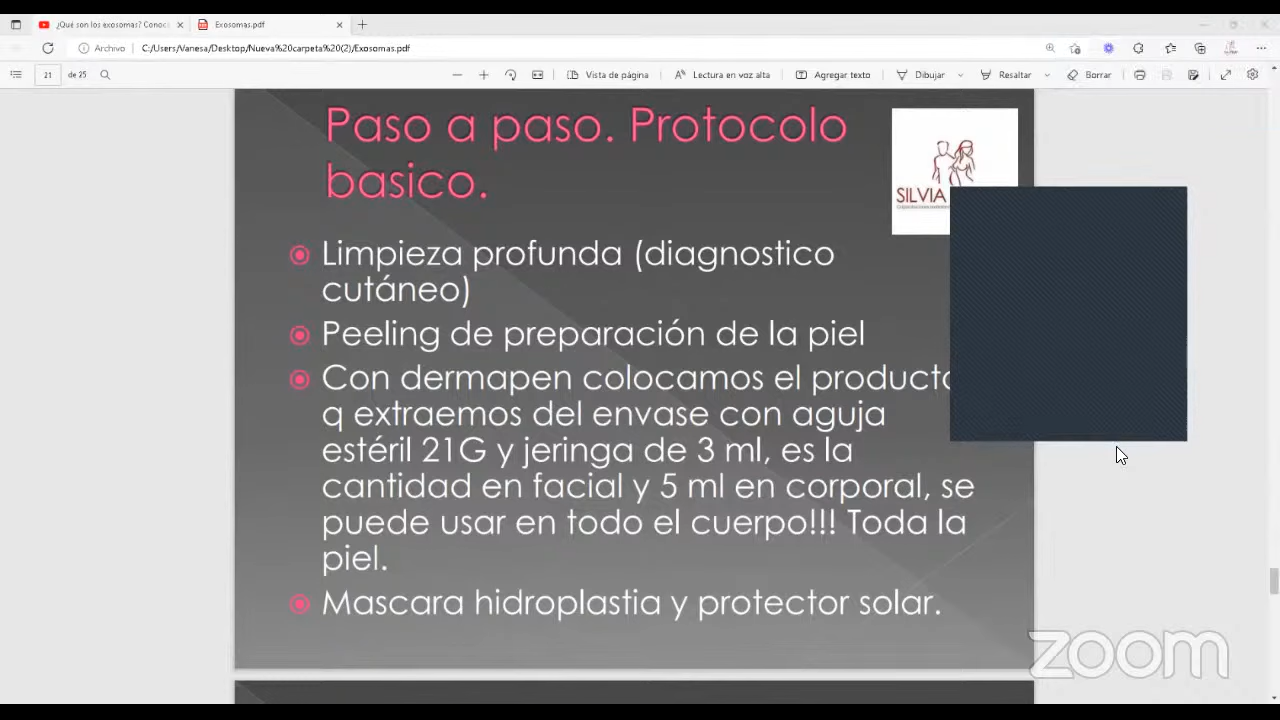 ¿Qué son los exosomas? Conoc
Exosomas.pdf
Archivo
C:/Users/Vanesa/Desktop/Nueva%20carpeta%20(2)/Exosomas.pdf
21 de 25
Vista de página
Lectura en voz alta
Agregar texto
Dibujar
Resaltar
Borrar
Paso a paso. Protocolo
basico.
SILVIA
Limpieza profunda (diagnostico
cutáneo)
Peeling de preparación de la piel
Con dermapen colocamos el producto
q extraemos del envase con aguja
estéril 21G y jeringa de 3 ml, es la
cantidad en facial y 5 ml en corporal, se
puede usar en todo el cuerpo!!! Toda la
piel.
Mascara hidroplastia y protector solar.
zoom